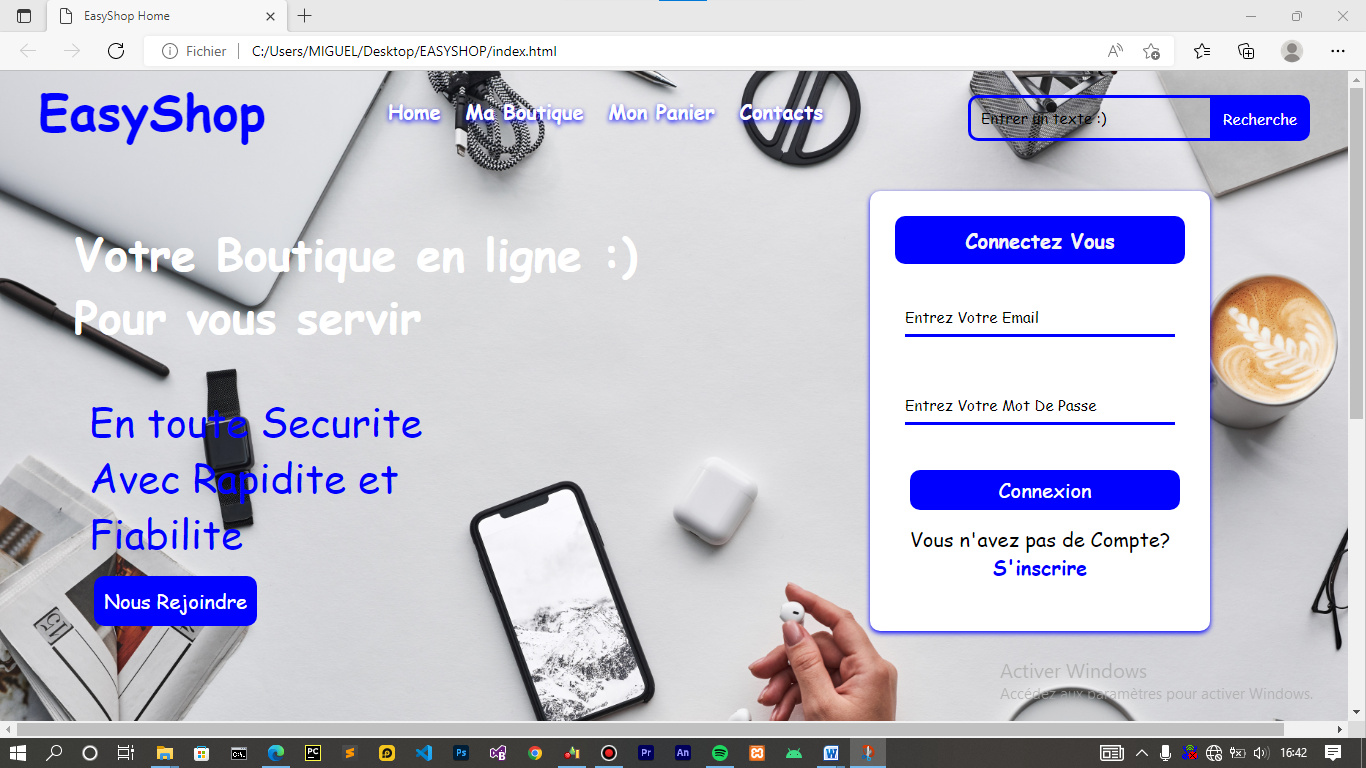 EasyShop Home
Fichier
C:/Users/MIGUEL/Desktop/EASYSHOP/index.html
EasyShop
Home
Ma Boutique
Mon Panier
Contacts
Entrer un texte :)
Recherche
Votre Boutique en ligne :)
Pour vous servir
En toute Securite
Avec Rapidite et
Fiabilite
Nous Rejoindre
Connectez Vous
Entrez Votre Email
Entrez Votre Mot De Passe
Connexion
Vous n'avez pas de Compte?
S'inscrire
Activer Windows
Accédez aux paramètres pour activer Windows.
16:42